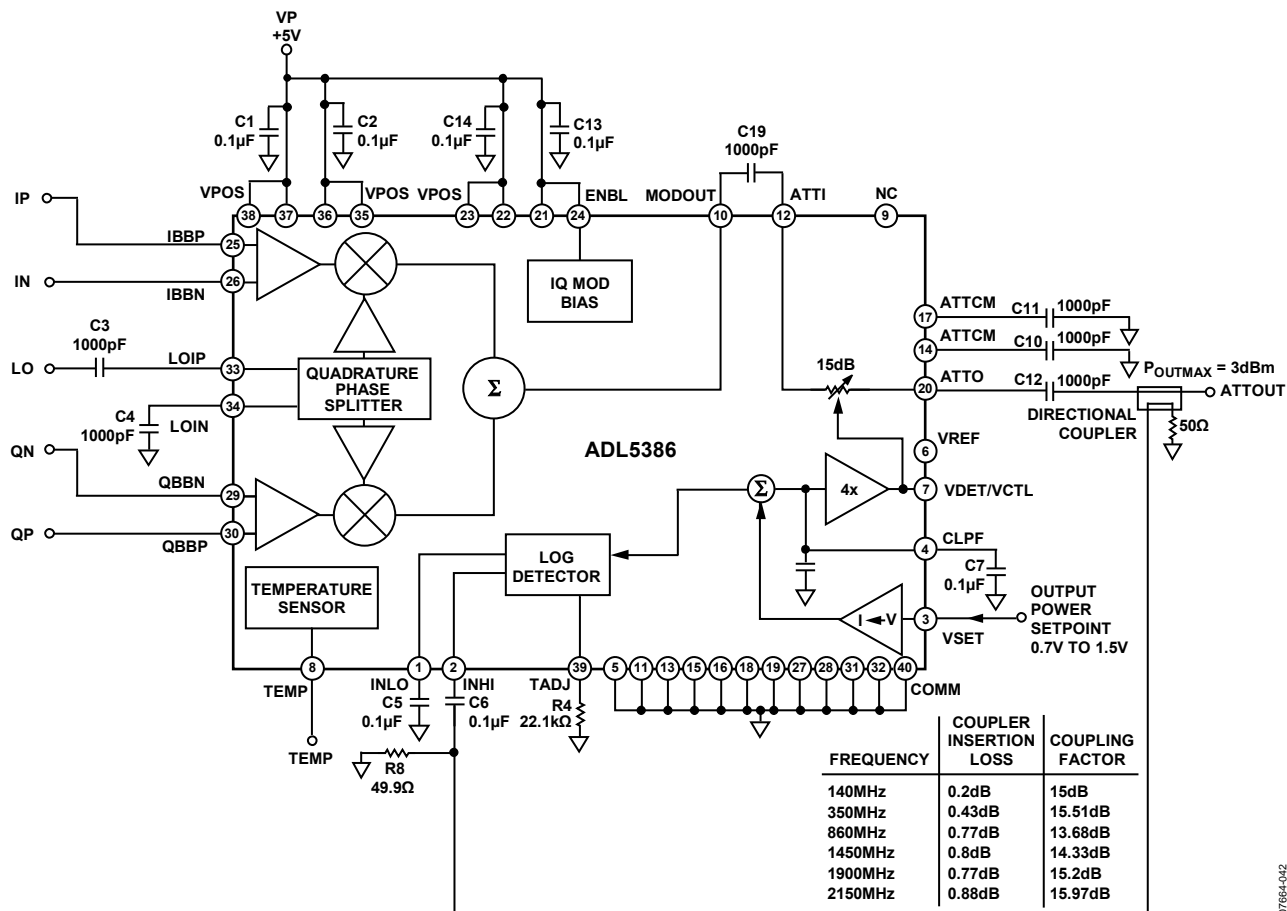 VP
+5V
C1
0.1µF
C2
0.1µF
C14
0.1µF
C13
0.1µF
C19
1000pF
VPOS
VPOS
VPOS
ENBL
MODOUT
ATTI
NC
38
37
36
35
23
22
21
24
10
12
9
IP
IBBP
25
IN
IBBN
26
C3
1000pF
LO
LOIP
33
34
LOIN
C4
1000pF
QN
QBBN
29
QP
QBBP
30
QUADRATURE
PHASE
SPLITTER
IQ MOD
BIAS
Σ
ADL5386
15dB
17
ATTCM
C11
1000pF
14
ATTCM
C10
1000pF
20
ATTO
C12
1000pF
POUTMAX = 3dBm
ATTOUT
DIRECTIONAL
COUPLER
50Ω
VREF
6
Σ
4x
7
VDET/VCTL
CLPF
4
C7
0.1µF
LOG
DETECTOR
I
V
3
VSET
OUTPUT
POWER
SETPOINT
0.7V TO 1.5V
TEMPERATURE
SENSOR
8
1
2
39
5
11
13
15
16
18
19
27
28
31
32
40
TEMP
INLO
INHI
TADJ
COMM
C5
0.1µF
C6
0.1µF
R4
22.1kΩ
TEMP
R8
49.9Ω
FREQUENCY COUPLER INSERTION LOSS COUPLING FACTOR
140MHz 0.2dB 15dB
350MHz 0.43dB 15.51dB
860MHz 0.77dB 13.68dB
1450MHz 0.8dB 14.33dB
1900MHz 0.77dB 15.2dB
2150MHz 0.88dB 15.97dB
07664-042